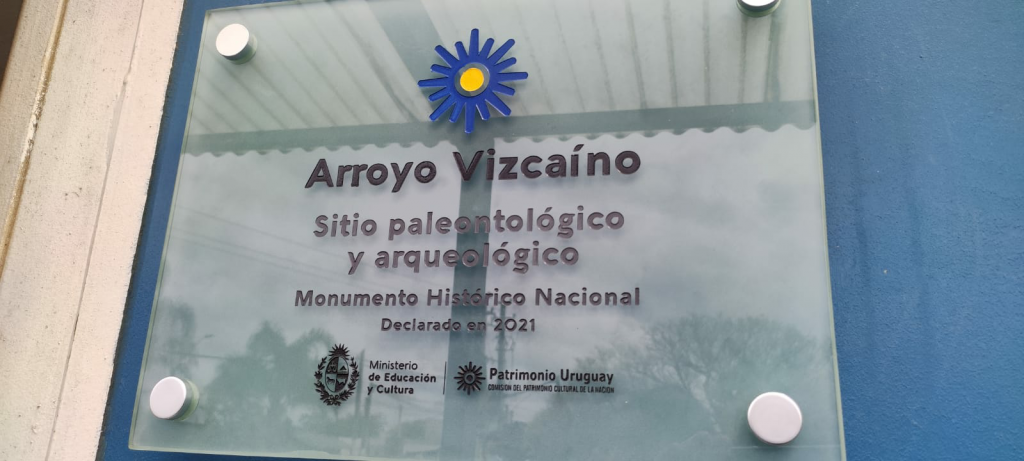 Arroyo Vizcaíno
Sitio paleontológico
y arqueológico
Monumento Histórico Nacional
Declarado en 2021
Ministerio
de Educación
y Cultura
Patrimonio Uruguay
COMISIÓN DEL PATRIMONIO CULTURAL DE LA NACIÓN